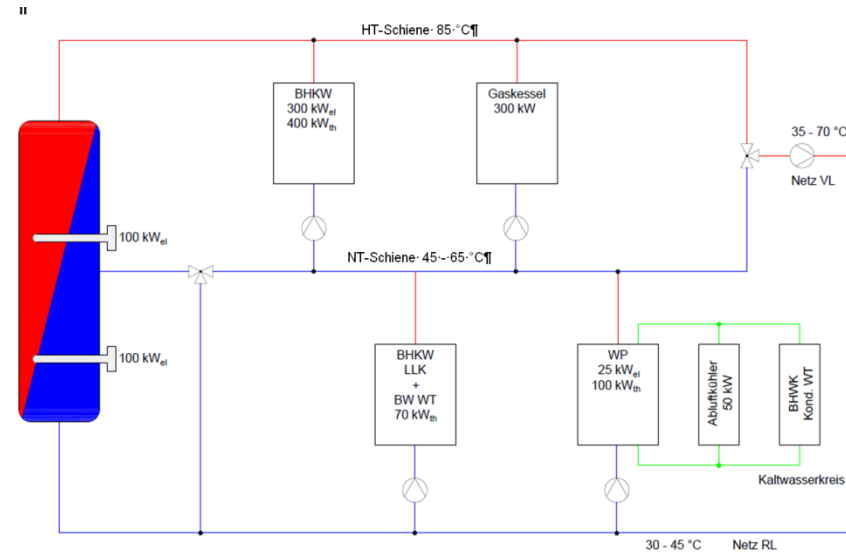 "
HT-Schiene· 85·°C¶
BHKW
300 kWel
400 kWth
Gaskessel
300 kW
35 - 70 °C
Netz VL
100 kWel
NT-Schiene· 45·-·65·°C¶
100 kWel
BHKW
LLK
+
BW WT
70 kWth
WP
25 kWel
100 kWth
Abluftkühler
50 kW
BHWK
Kond. WT
Kaltwasserkreis
30 - 45 °C
Netz RL